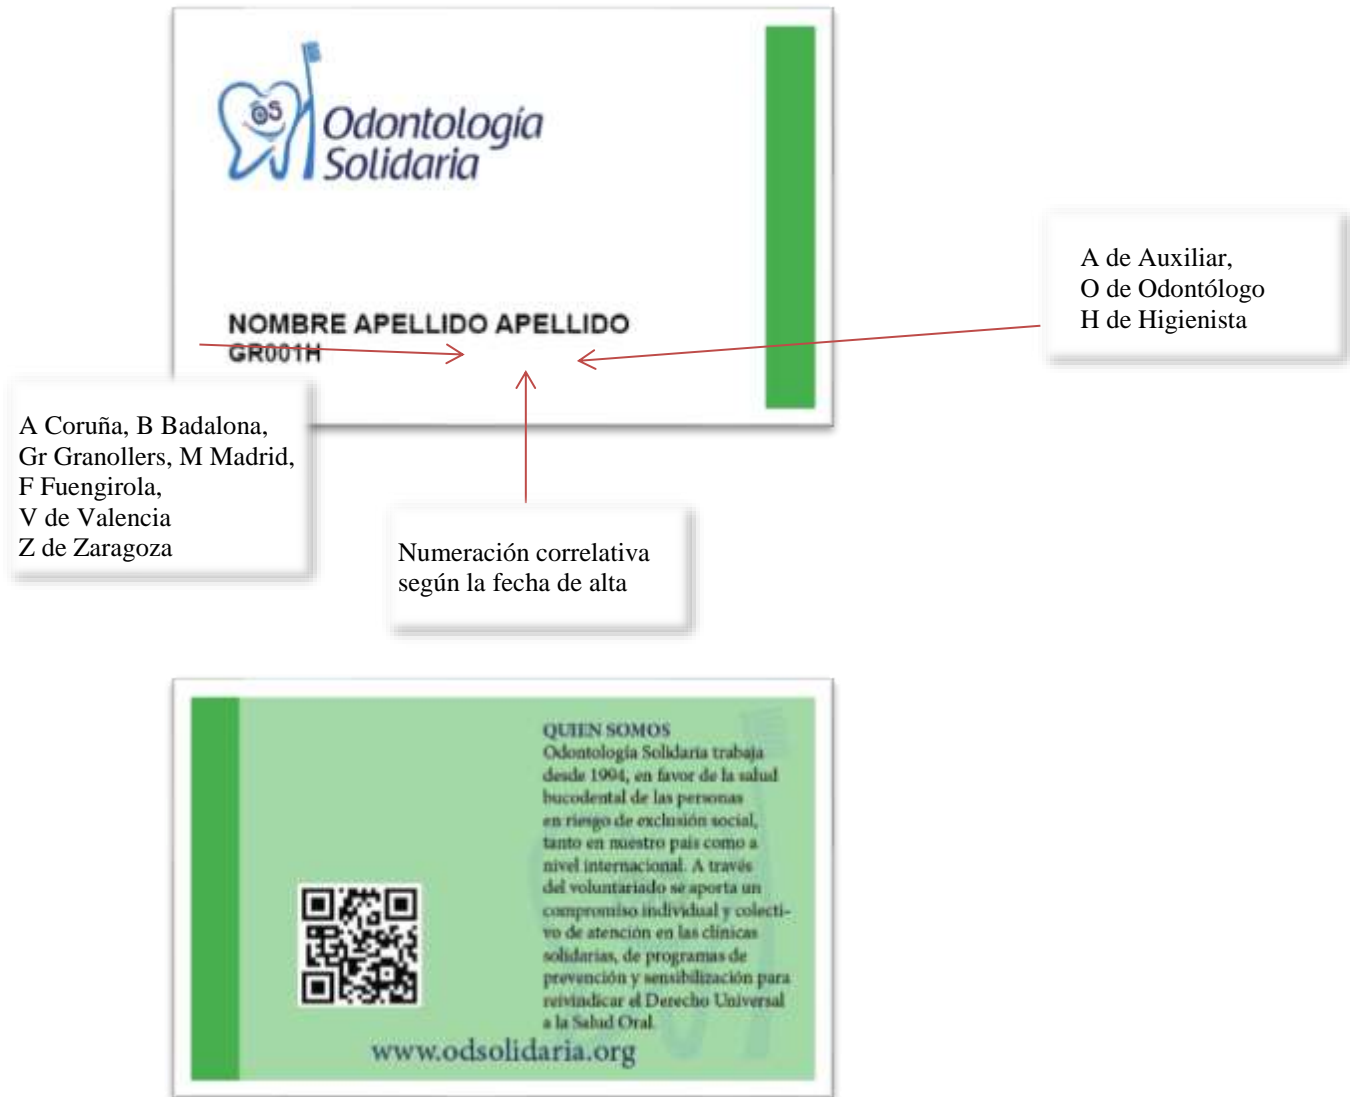 ÖS
Odontología
Solidaria
NOMBRE APELLIDO APELLIDO
GR001H
A de Auxiliar,
O de Odontólogo
H de Higienista
A Coruña, B Badalona,
Gr Granollers, M Madrid,
F Fuengirola,
V de Valencia
Z de Zaragoza
Numeración correlativa
según la fecha de alta
QUIEN SOMOS
Odontología Solidaria trabaja
desde 1994, en favor de la salud
bucodental de las personas
en riesgo de exclusión social,
tanto en nuestro país como a
nivel internacional. A través
del voluntariado se aporta un
compromiso individual y colecti-
vo de atención en las clínicas
solidarias, de programas de
prevención y sensibilización para
reivindicar el Derecho Universal
a la Salud Oral.
www.odsolidaria.org